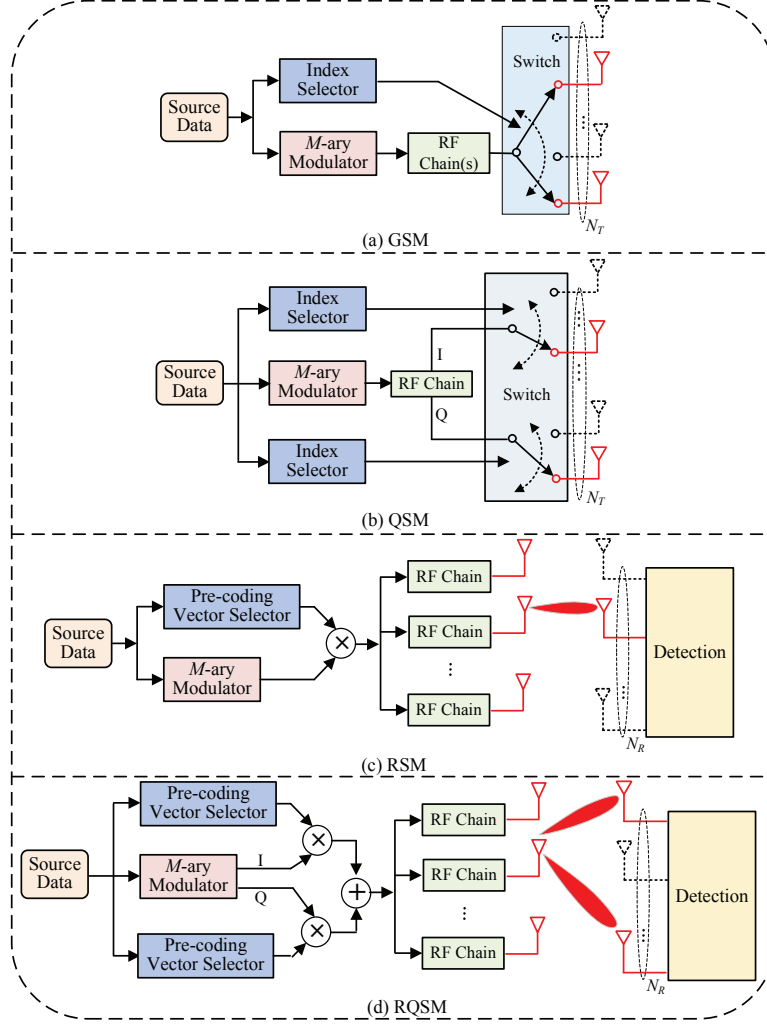 Switch
Index
Selector
Source
Data
M-ary
Modulator
RF
Chain(s)
...
N_T
(a) GSM
Index
Selector
I
Source
Data
M-ary
Modulator
RF Chain
Switch
...
Q
Index
Selector
N_T
(b) QSM
Pre-coding
Vector Selector
RF Chain
Source
Data
×
RF Chain
Detection
M-ary
Modulator
...
...
RF Chain
N_R
(c) RSM
Pre-coding
Vector Selector
RF Chain
×
Source
Data
M-ary
Modulator
I
Q
+
RF Chain
Detection
×
...
...
Pre-coding
Vector Selector
RF Chain
N_R
(d) RQSM